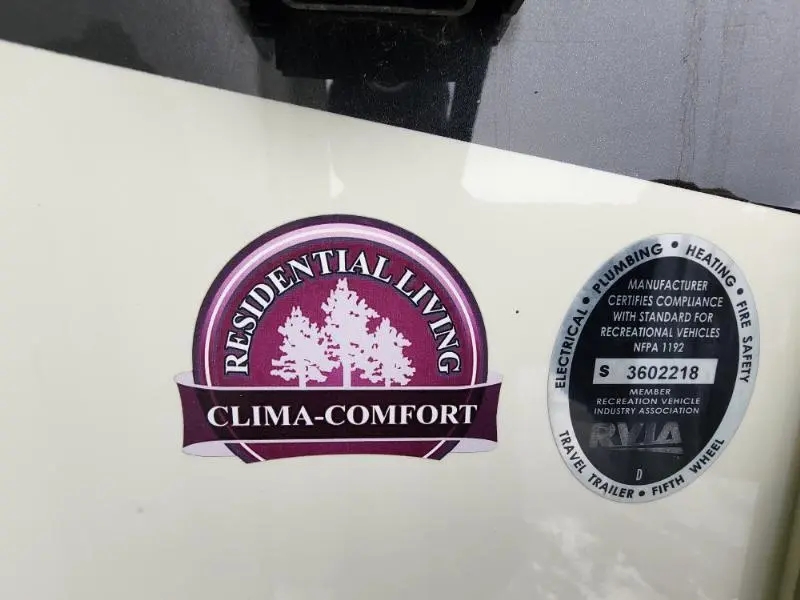 RESIDENTIAL LIVING
CLIMA-COMFORT
ELECTRICAL • PLUMBING • HEATING • FIRE SAFETY
MANUFACTURER
CERTIFIES COMPLIANCE
WITH STANDARD FOR
RECREATIONAL VEHICLES
NFPA 1192
S 3602218
MEMBER
RECREATION VEHICLE
INDUSTRY ASSOCIATION
RVIA
D
TRAVEL TRAILER • FIFTH WHEEL